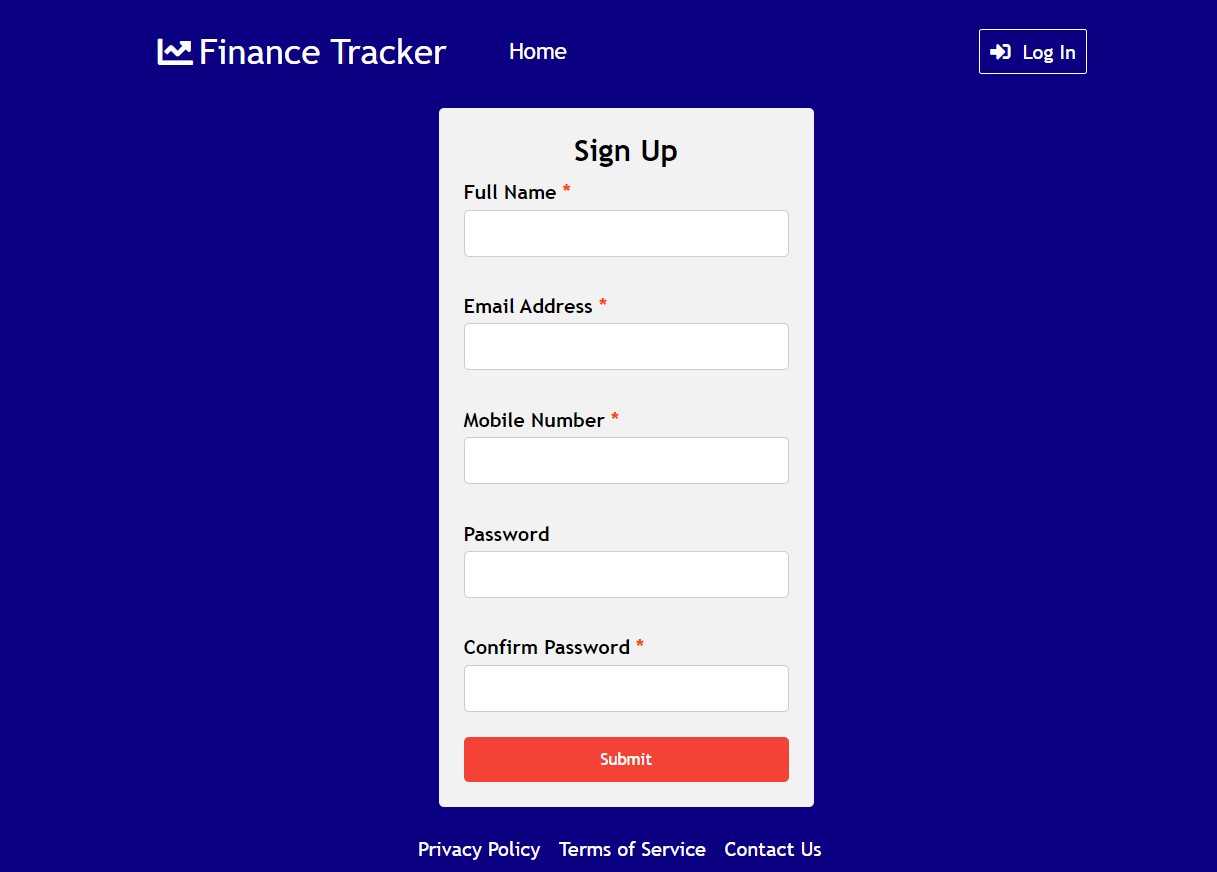 Finance Tracker Home Log In
Sign Up
Full Name *
Email Address *
Mobile Number *
Password
Confirm Password *
Submit
Privacy Policy Terms of Service Contact Us